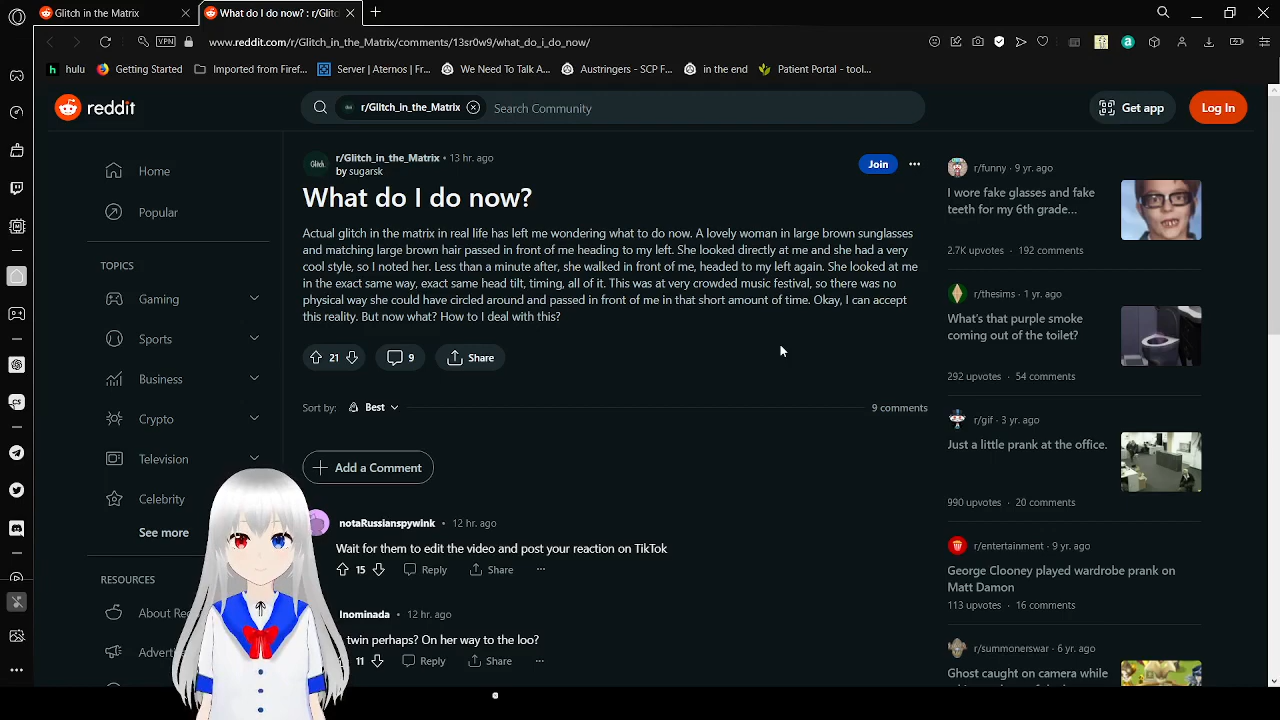 Glitch in the Matrix
What do I do now? : r/Glitc
VPN
www.reddit.com/r/Glitch_in_the_Matrix/comments/13sr0w9/what_do_i_do_now/
hulu
Getting Started
Imported from Firef...
Server | Aternos | Fr...
We Need To Talk A...
Austringers - SCP F...
in the end
Patient Portal - tool...
reddit
r/Glitch_in_the_Matrix
Search Community
Get app
Log In
Home
Popular
TOPICS
Gaming
Sports
Business
Crypto
Television
Celebrity
See more
RESOURCES
About Re
Adverti
Glitch
r/Glitch_in_the_Matrix • 13 hr. ago
by sugarsk
Join
What do I do now?
Actual glitch in the matrix in real life has left me wondering what to do now. A lovely woman in large brown sunglasses
and matching large brown hair passed in front of me heading to my left. She looked directly at me and she had a very
cool style, so I noted her. Less than a minute after, she walked in front of me, headed to my left again. She looked at me
in the exact same way, exact same head tilt, timing, all of it. This was at very crowded music festival, so there was no
physical way she could have circled around and passed in front of me in that short amount of time. Okay, I can accept
this reality. But now what? How to I deal with this?
21
9
Share
Sort by:
Best
9 comments
Add a Comment
notaRussianspywink • 12 hr. ago
Wait for them to edit the video and post your reaction on TikTok
15
Reply
Share
Inominada • 12 hr. ago
twin perhaps? On her way to the loo?
11
Reply
Share
r/funny • 9 yr. ago
I wore fake glasses and fake
teeth for my 6th grade...
2.7K upvotes • 192 comments
r/thesims • 1 yr. ago
What's that purple smoke
coming out of the toilet?
292 upvotes • 54 comments
r/gif • 3 yr. ago
Just a little prank at the office.
990 upvotes • 20 comments
r/entertainment • 9 yr. ago
George Clooney played wardrobe prank on
Matt Damon
113 upvotes • 16 comments
r/summonerswar • 6 yr. ago
Ghost caught on camera while